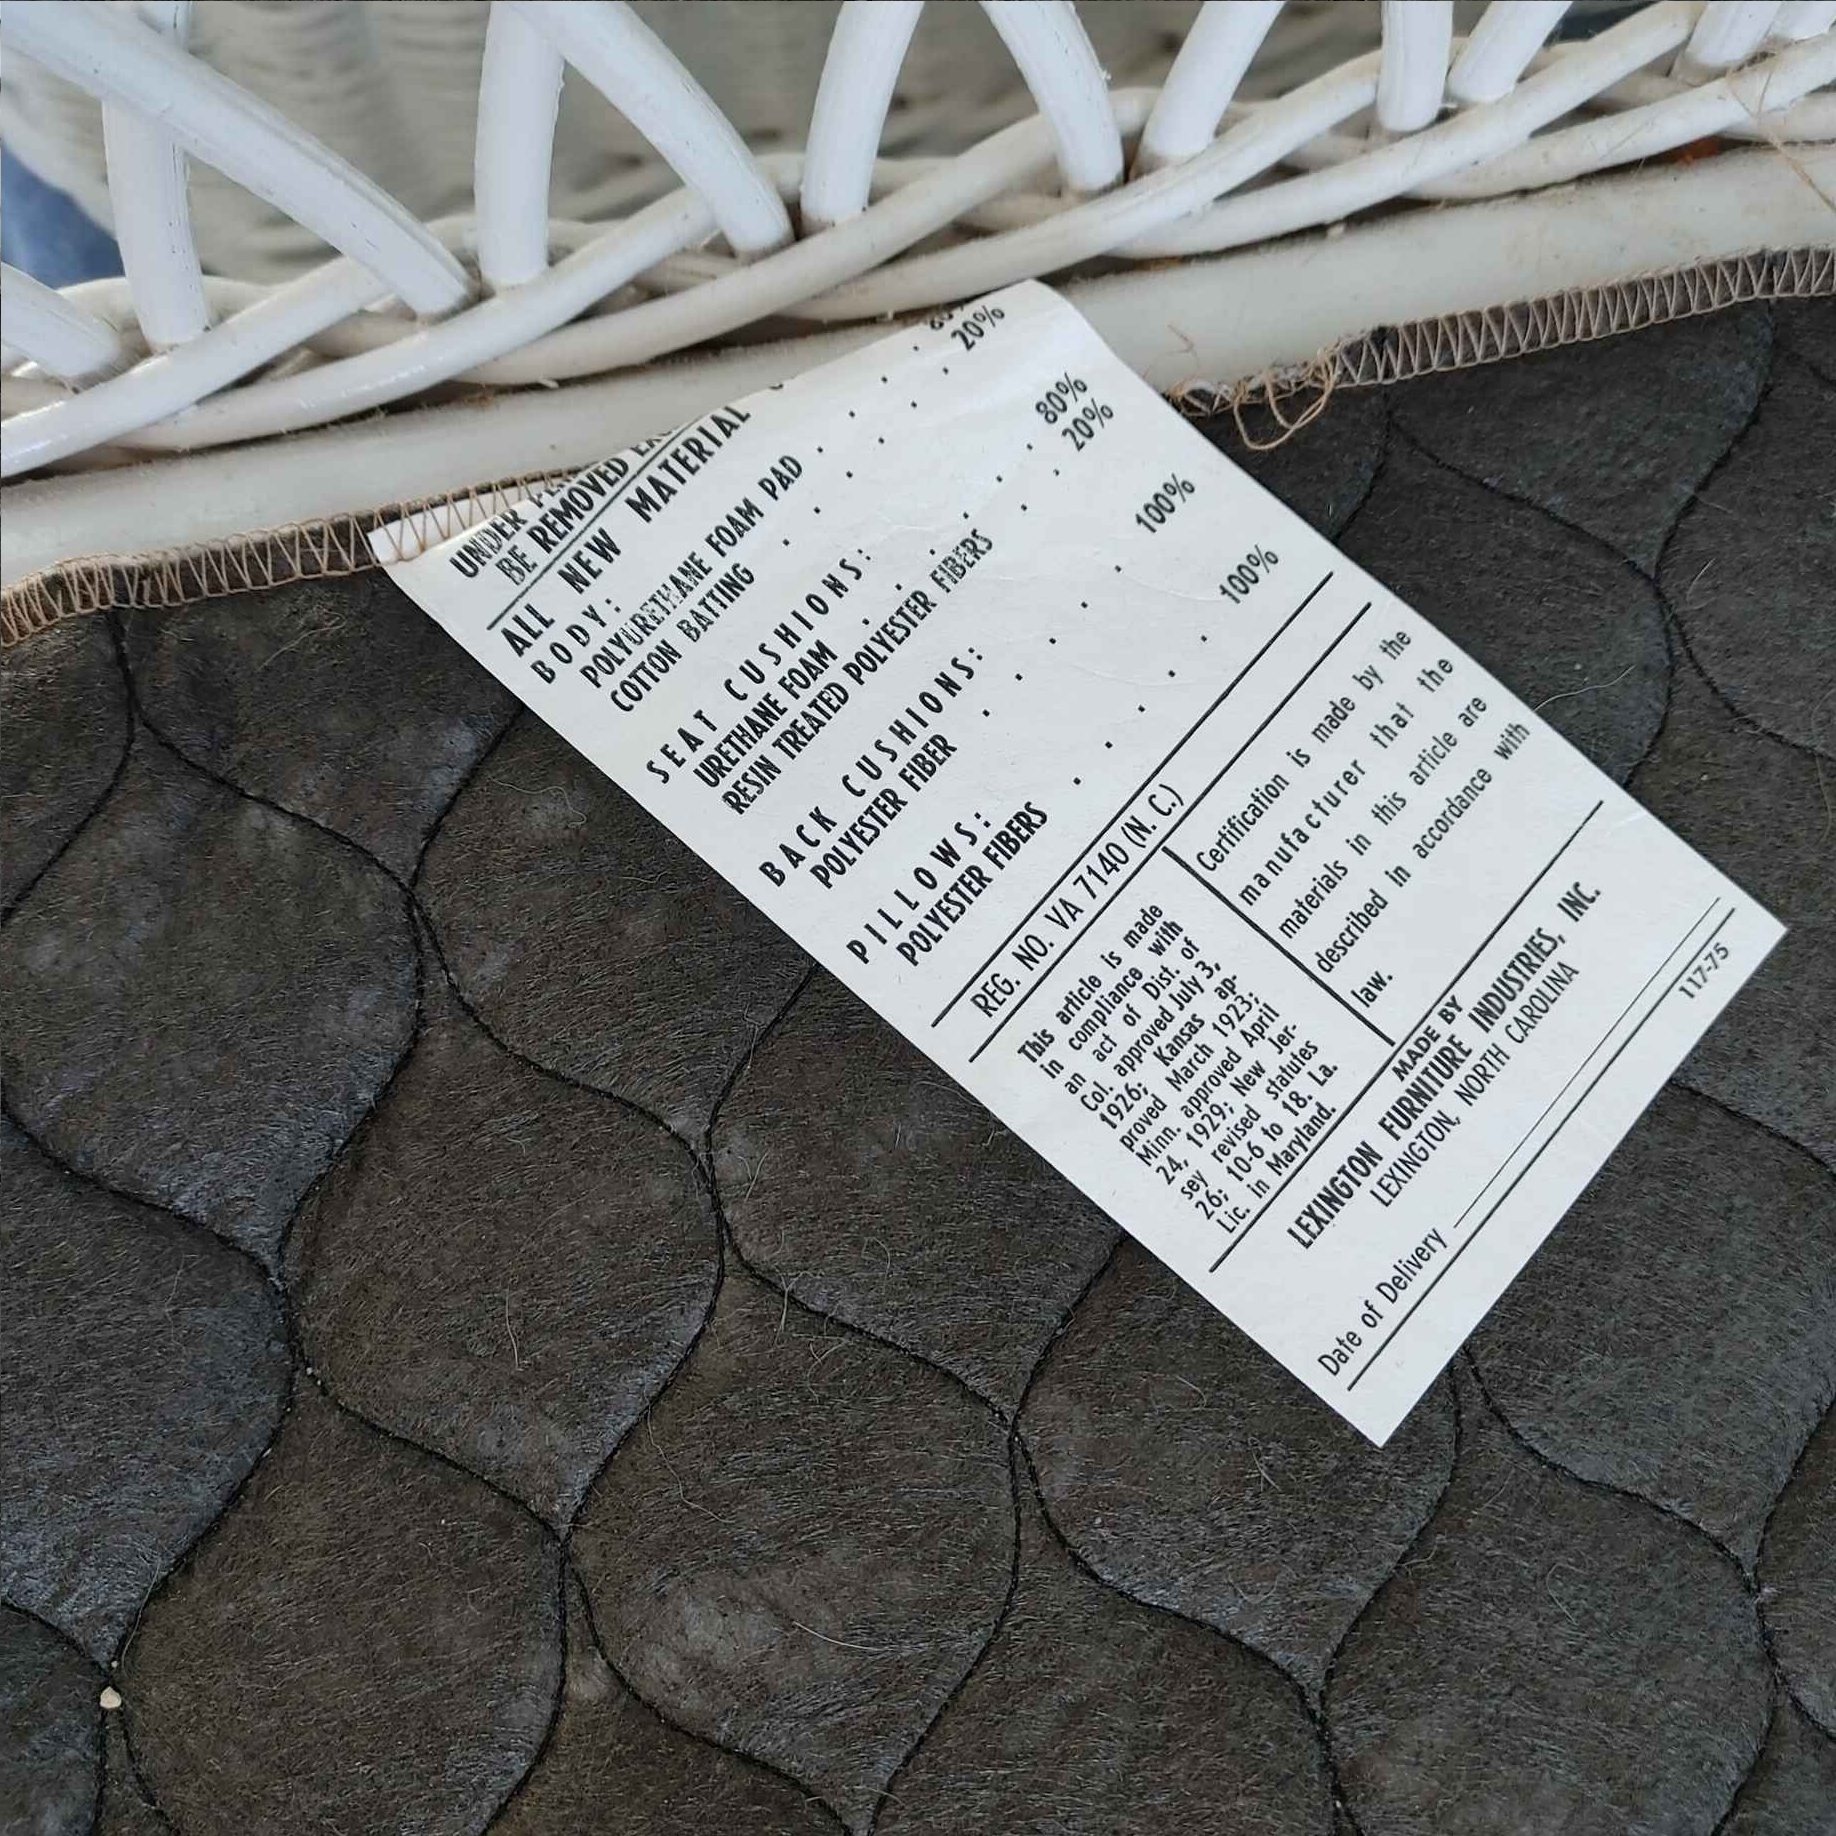 UNDER
BE REMOVED
ALL NEW MATERIAL
BODY:
POLYURETHANE FOAM PAD . . . .
COTTON BATTING . . . . . . 20%
SEAT CUSHIONS:
URETHANE FOAM . . . . . . 80%
RESIN TREATED POLYESTER FIBERS . . 20%
BACK CUSHIONS:
POLYESTER FIBER . . . . . 100%
PILLOWS:
POLYESTER FIBERS . . . . . 100%
REG. NO. VA 7140 (N. C.)
This article is made
in compliance with
an act of Dist. of
Col. approved July 3,
1926; Kansas ap-
proved March 1923;
Minn. approved April
24, 1929; New Jer-
sey revised statutes
26; 10-6 to 18. La.
Lic. in Maryland.
Certification is made by the
manufacturer that the
materials in this article are
described in accordance with
law.
MADE BY
LEXINGTON FURNITURE INDUSTRIES, INC.
LEXINGTON, NORTH CAROLINA
Date of Delivery
117-75